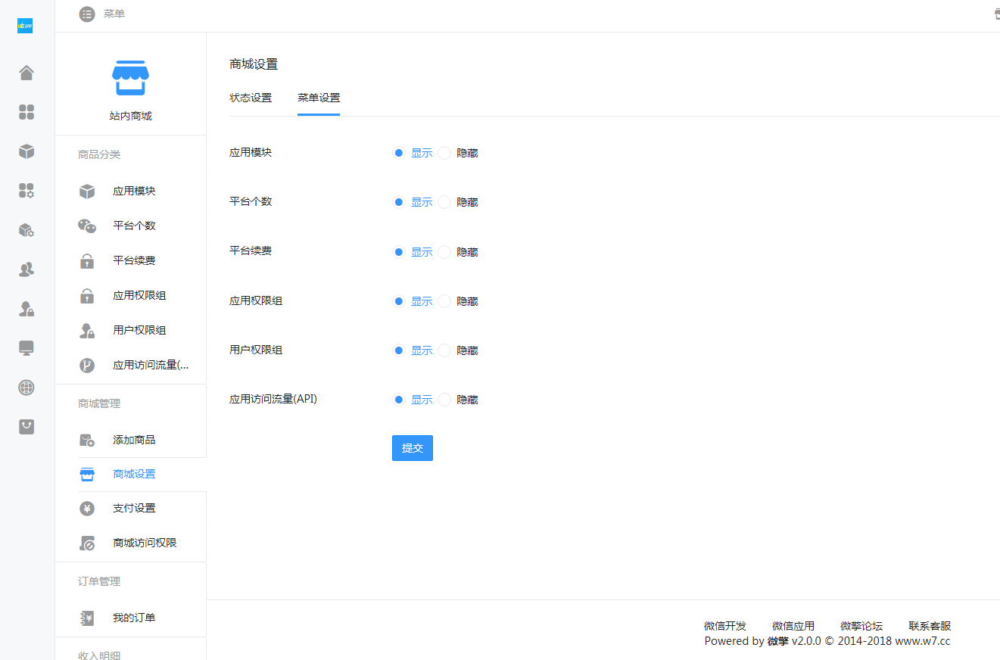 菜单
站内商城
商品分类
应用模块
平台个数
平台续费
应用权限组
用户权限组
应用访问流量(...
商城管理
添加商品
商城设置
支付设置
商城访问权限
订单管理
我的订单
收入明细
商城设置
状态设置 菜单设置
应用模块 显示 隐藏
平台个数 显示 隐藏
平台续费 显示 隐藏
应用权限组 显示 隐藏
用户权限组 显示 隐藏
应用访问流量(API) 显示 隐藏
提交
微信开发 微信应用 微擎论坛 联系客服
Powered by 微擎 v2.0.0 © 2014-2018 www.w7.cc